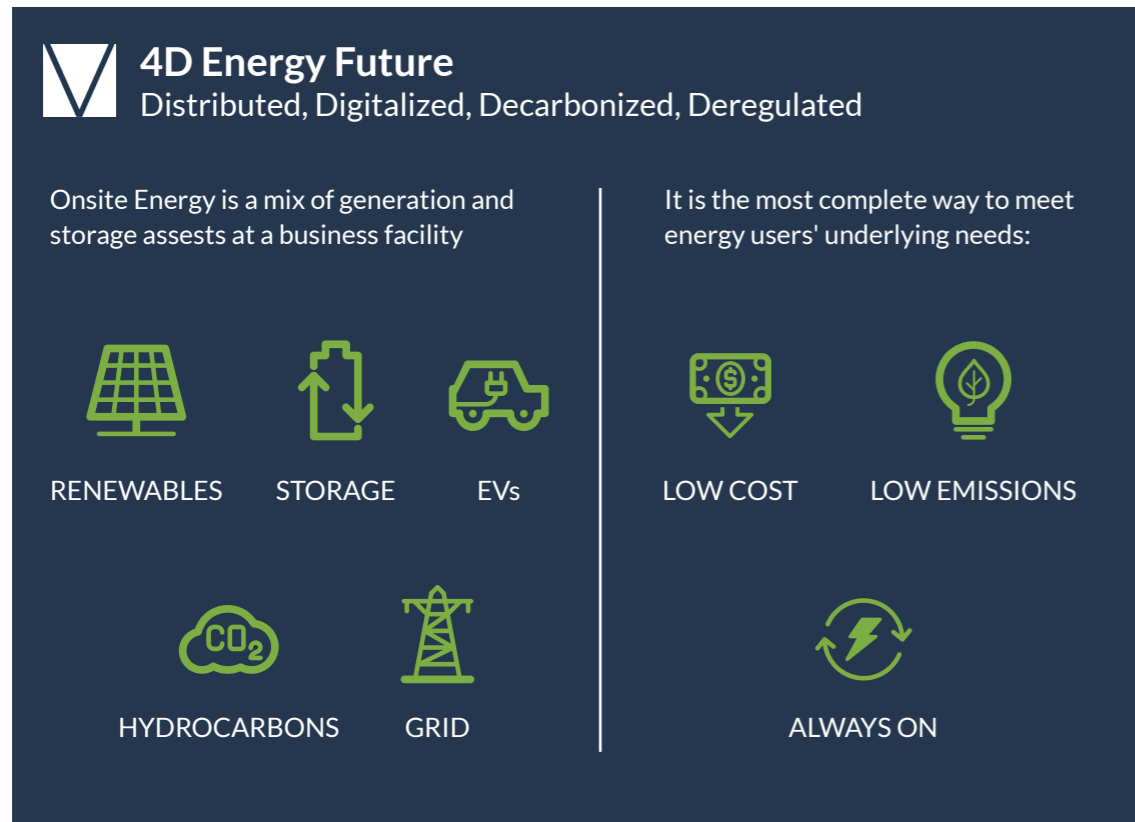 4D Energy Future
Distributed, Digitalized, Decarbonized, Deregulated
Onsite Energy is a mix of generation and
storage assests at a business facility
RENEWABLES
STORAGE
EVs
CO2
HYDROCARBONS
GRID
It is the most complete way to meet
energy users' underlying needs:
$
LOW COST
LOW EMISSIONS
ALWAYS ON